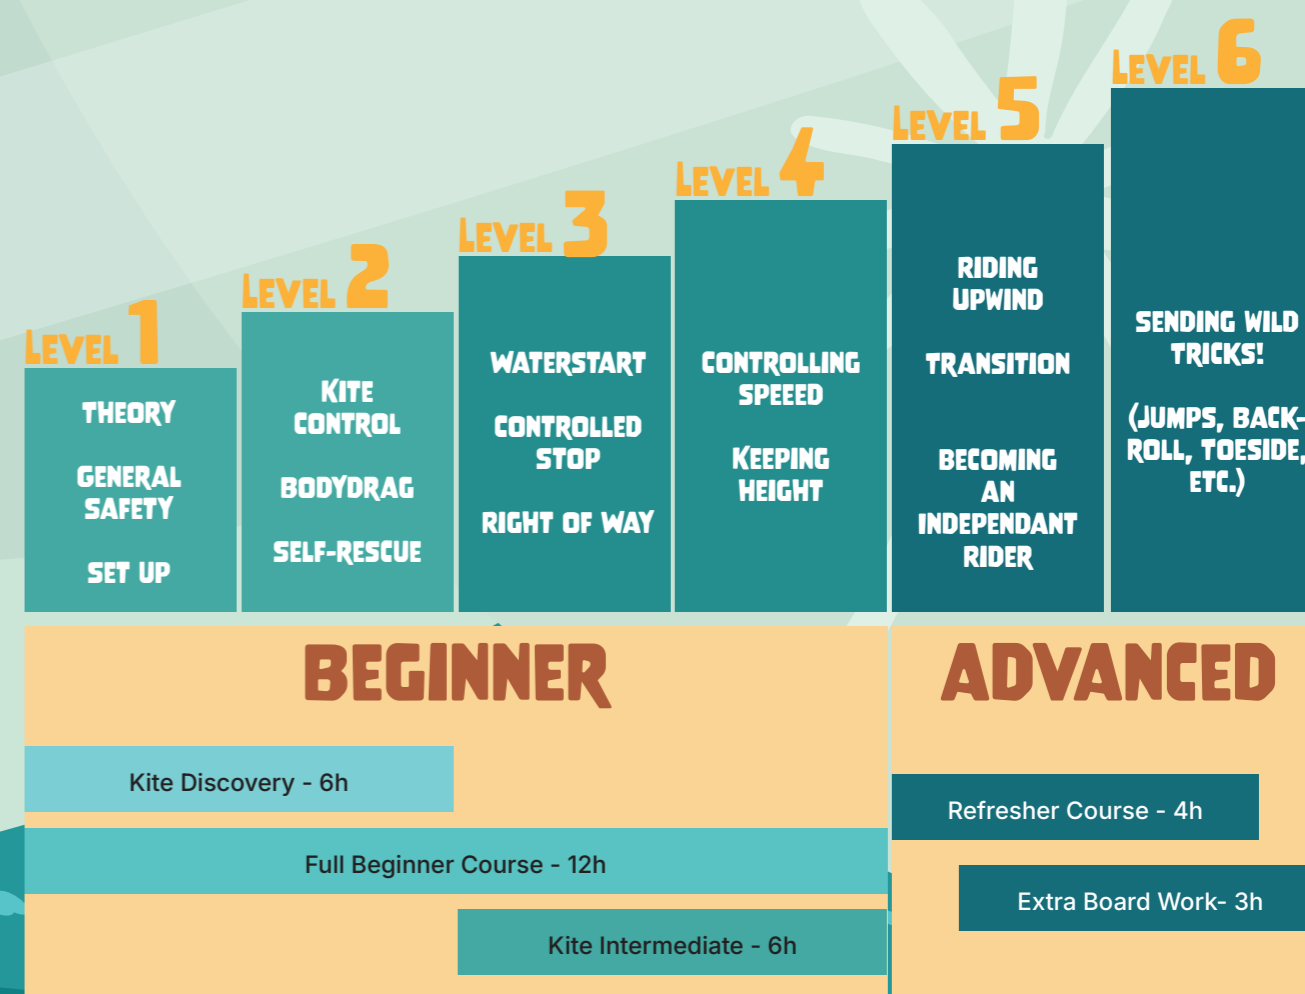 LEVEL 1
THEORY
GENERAL
SAFETY
SET UP
LEVEL 2
KITE
CONTROL
BODYDRAG
SELF-RESCUE
LEVEL 3
WATERSTART
CONTROLLED
STOP
RIGHT OF WAY
LEVEL 4
CONTROLLING
SPEEED
KEEPING
HEIGHT
LEVEL 5
RIDING
UPWIND
TRANSITION
BECOMING
AN
INDEPENDANT
RIDER
LEVEL 6
SENDING WILD
TRICKS!
(JUMPS, BACK-
ROLL, TOESIDE,
ETC.)
BEGINNER
Kite Discovery - 6h
Full Beginner Course - 12h
Kite Intermediate - 6h
ADVANCED
Refresher Course - 4h
Extra Board Work- 3h